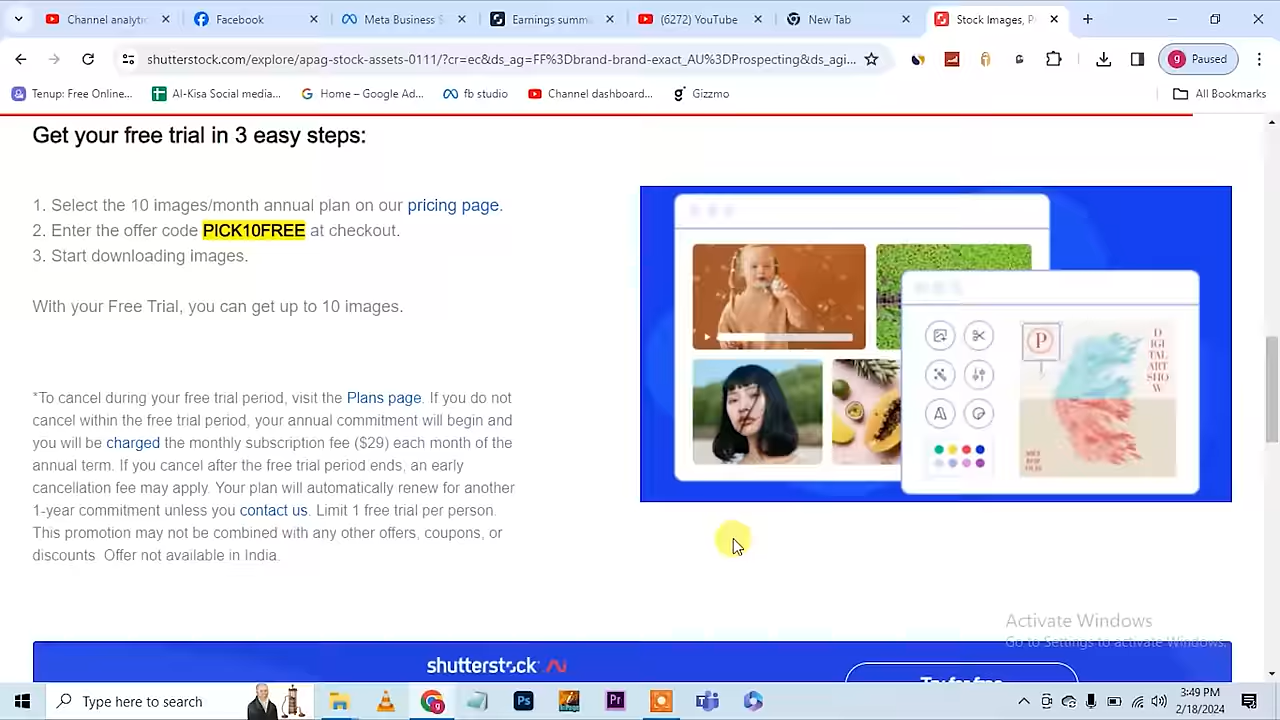 Channel analytic
Facebook
Meta Business S
Earnings summ
(6272) YouTube
New Tab
Stock Images, P
shutterstock.com/explore/apag-stock-assets-0111/?cr=ec&ds_ag=FF%3Dbrand-brand-exact_AU%3DProspecting&ds_agi...
g Paused
Tenup: Free Online...
Al-Kisa Social media...
Home – Google Ad...
fb studio
Channel dashboard...
Gizzmo
All Bookmarks
Get your free trial in 3 easy steps:
1. Select the 10 images/month annual plan on our pricing page.
2. Enter the offer code PICK10FREE at checkout.
3. Start downloading images.
With your Free Trial, you can get up to 10 images.
*To cancel during your free trial period, visit the Plans page. If you do not
cancel within the free trial period, your annual commitment will begin and
you will be charged the monthly subscription fee ($29) each month of the
annual term. If you cancel after the free trial period ends, an early
cancellation fee may apply. Your plan will automatically renew for another
1-year commitment unless you contact us. Limit 1 free trial per person.
This promotion may not be combined with any other offers, coupons, or
discounts Offer not available in India.
P
D
IGI
TAL
ART
SHO
W
Activate Windows
Go to Settings to activate Windows.
shutterstock
Try for free
Type here to search
Ps
Pr
3:49 PM
2/18/2024